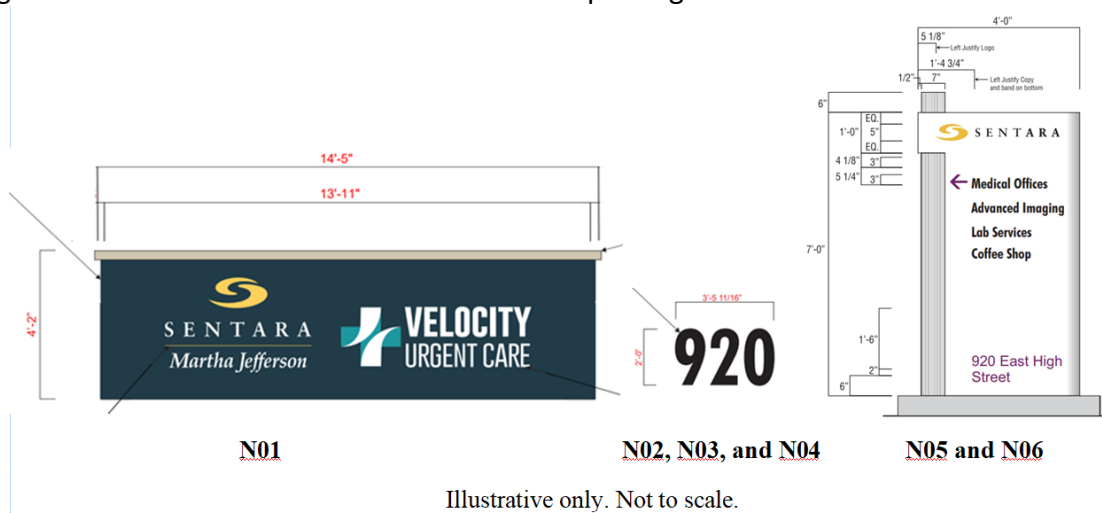 14'-5"
13'-11"
4'-2"
SENTARA
Martha Jefferson
VELOCITY
URGENT CARE
N01
3'-5 11/16"
2'-0"
920
N02, N03, and N04
4'-0"
5 1/8"
Left Justify Logo
1'-4 3/4"
1/2"
7"
Left Justify Copy
and band on bottom
6"
EQ.
1'-0"
5"
EQ.
4 1/8"
3"
5 1/4"
3"
7'-0"
1'-6"
2"
6"
SENTARA
Medical Offices
Advanced Imaging
Lab Services
Coffee Shop
920 East High
Street
N05 and N06
Illustrative only. Not to scale.